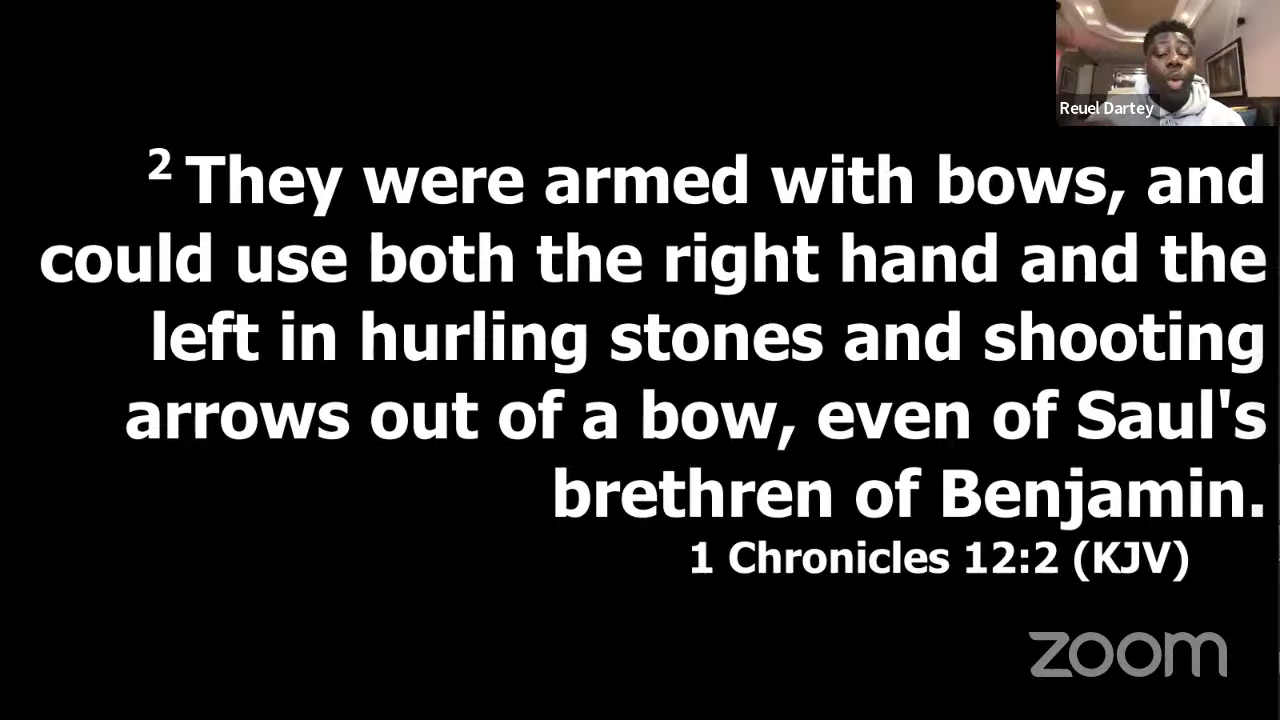 Reuel Dartey
2 They were armed with bows, and
could use both the right hand and the
left in hurling stones and shooting
arrows out of a bow, even of Saul's
brethren of Benjamin.
1 Chronicles 12:2 (KJV)
zoom